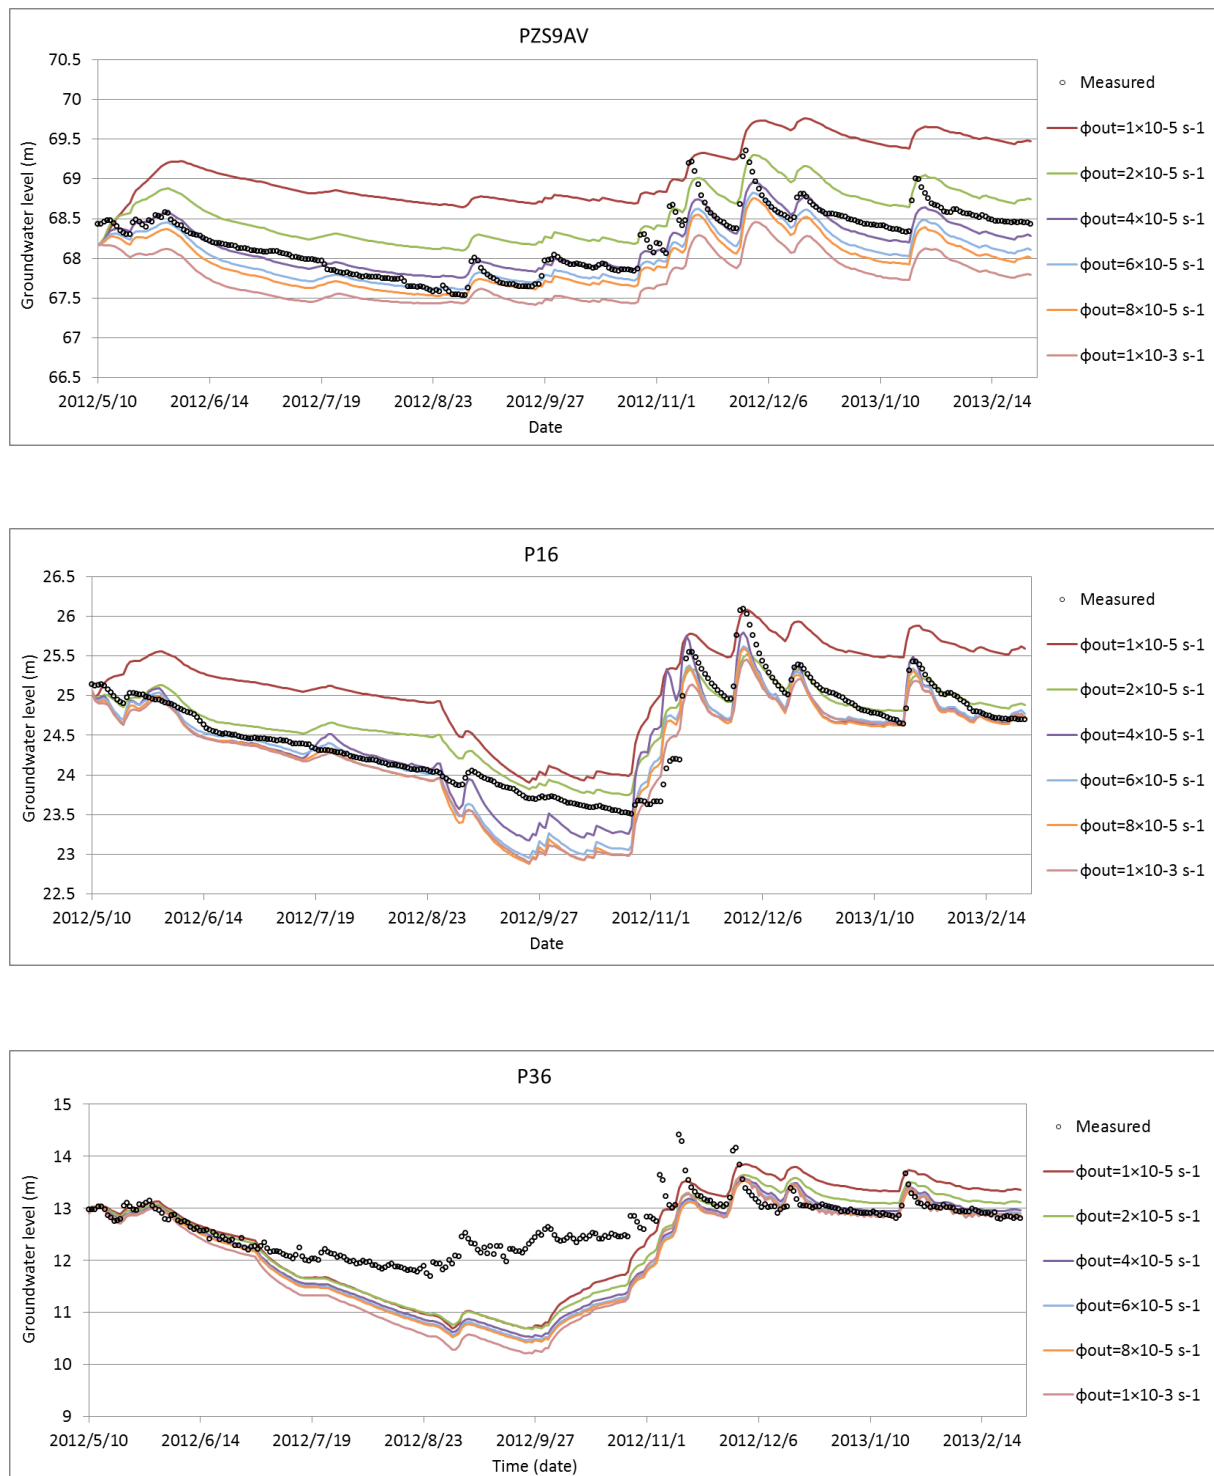 PZS9AV
70.5
70
69.5
69
68.5
68
67.5
67
66.5
Groundwater level (m)
2012/5/10 2012/6/14 2012/7/19 2012/8/23 2012/9/27 2012/11/1 2012/12/6 2013/1/10 2013/2/14
Date
Measured
ϕout=1×10-5 s-1
ϕout=2×10-5 s-1
ϕout=4×10-5 s-1
ϕout=6×10-5 s-1
ϕout=8×10-5 s-1
ϕout=1×10-3 s-1
P16
26.5
26
25.5
25
24.5
24
23.5
23
22.5
Groundwater level (m)
2012/5/10 2012/6/14 2012/7/19 2012/8/23 2012/9/27 2012/11/1 2012/12/6 2013/1/10 2013/2/14
Date
Measured
ϕout=1×10-5 s-1
ϕout=2×10-5 s-1
ϕout=4×10-5 s-1
ϕout=6×10-5 s-1
ϕout=8×10-5 s-1
ϕout=1×10-3 s-1
P36
15
14
13
12
11
10
9
Groundwater level (m)
2012/5/10 2012/6/14 2012/7/19 2012/8/23 2012/9/27 2012/11/1 2012/12/6 2013/1/10 2013/2/14
Time (date)
Measured
ϕout=1×10-5 s-1
ϕout=2×10-5 s-1
ϕout=4×10-5 s-1
ϕout=6×10-5 s-1
ϕout=8×10-5 s-1
ϕout=1×10-3 s-1